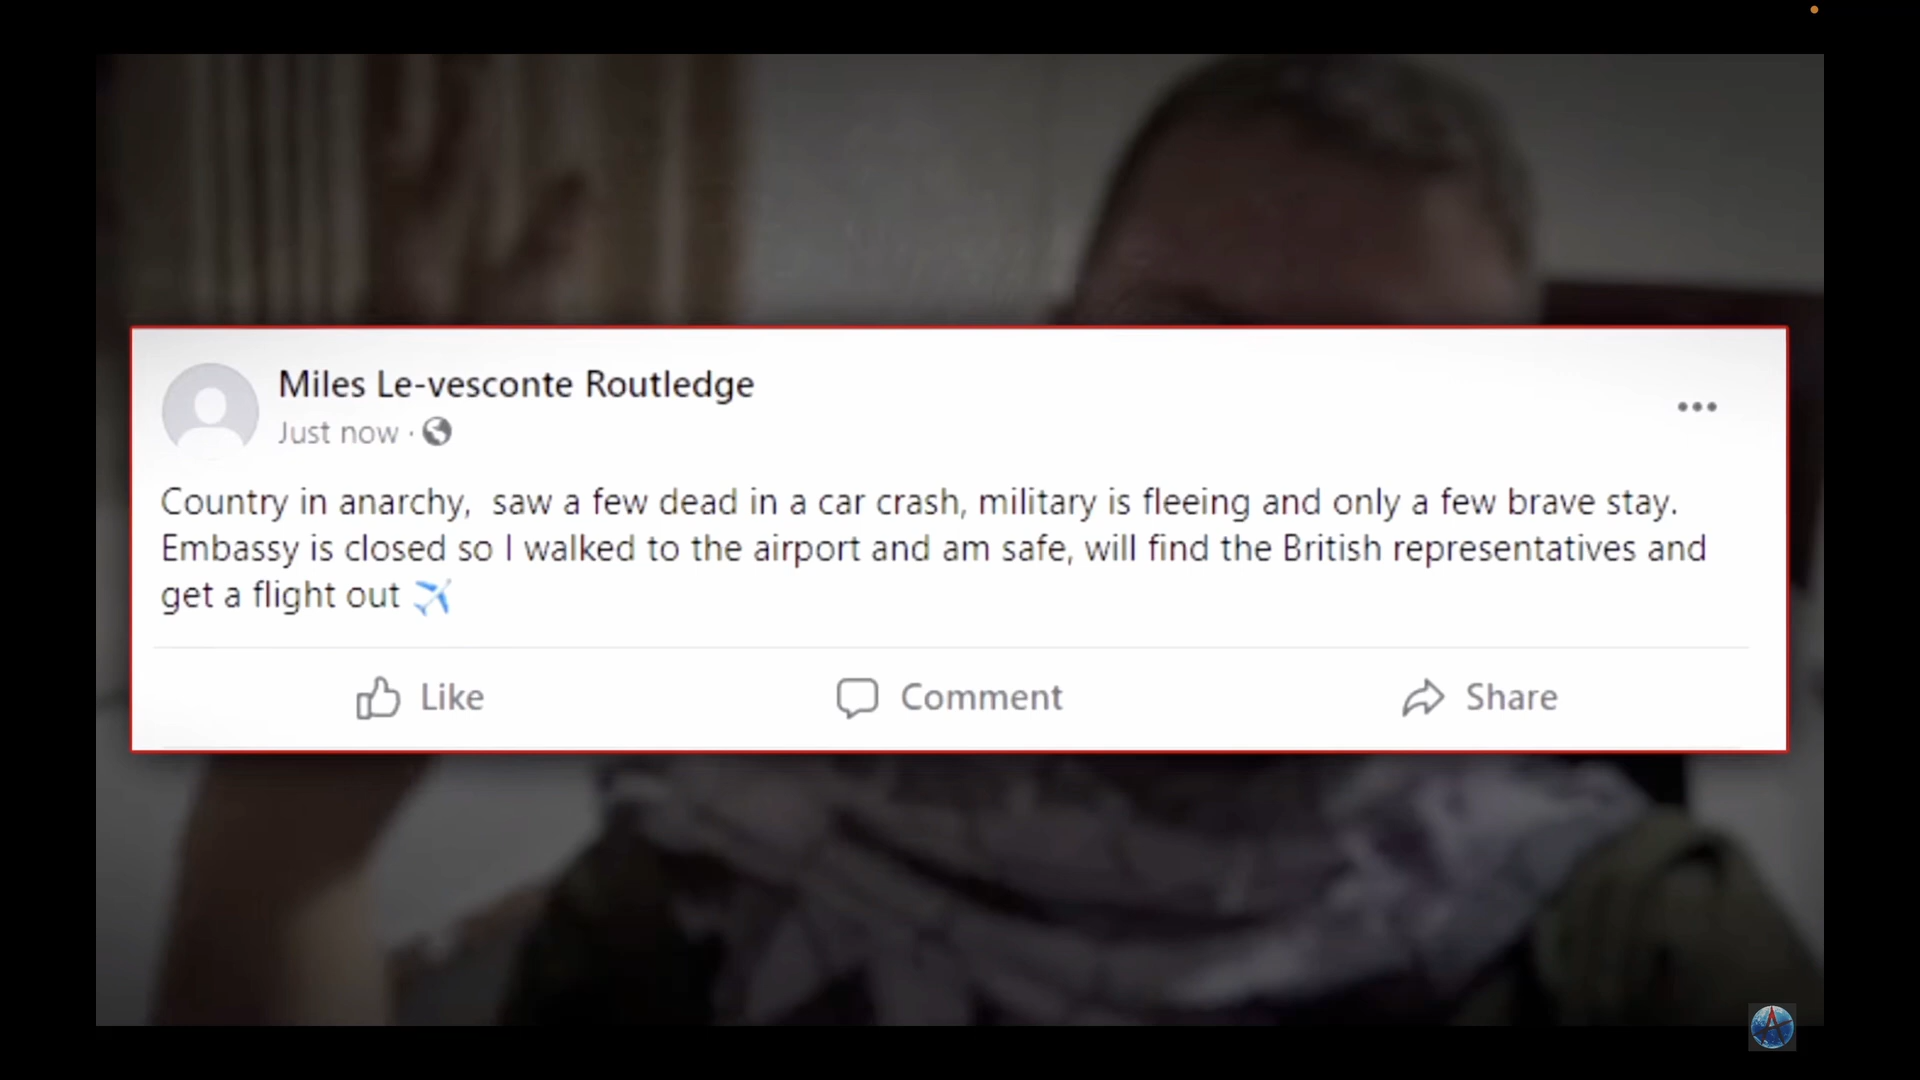 Miles Le-vesconte Routledge
Just now ·
Country in anarchy,  saw a few dead in a car crash, military is fleeing and only a few brave stay.
Embassy is closed so I walked to the airport and am safe, will find the British representatives and
get a flight out ✈️
Like
Comment
Share